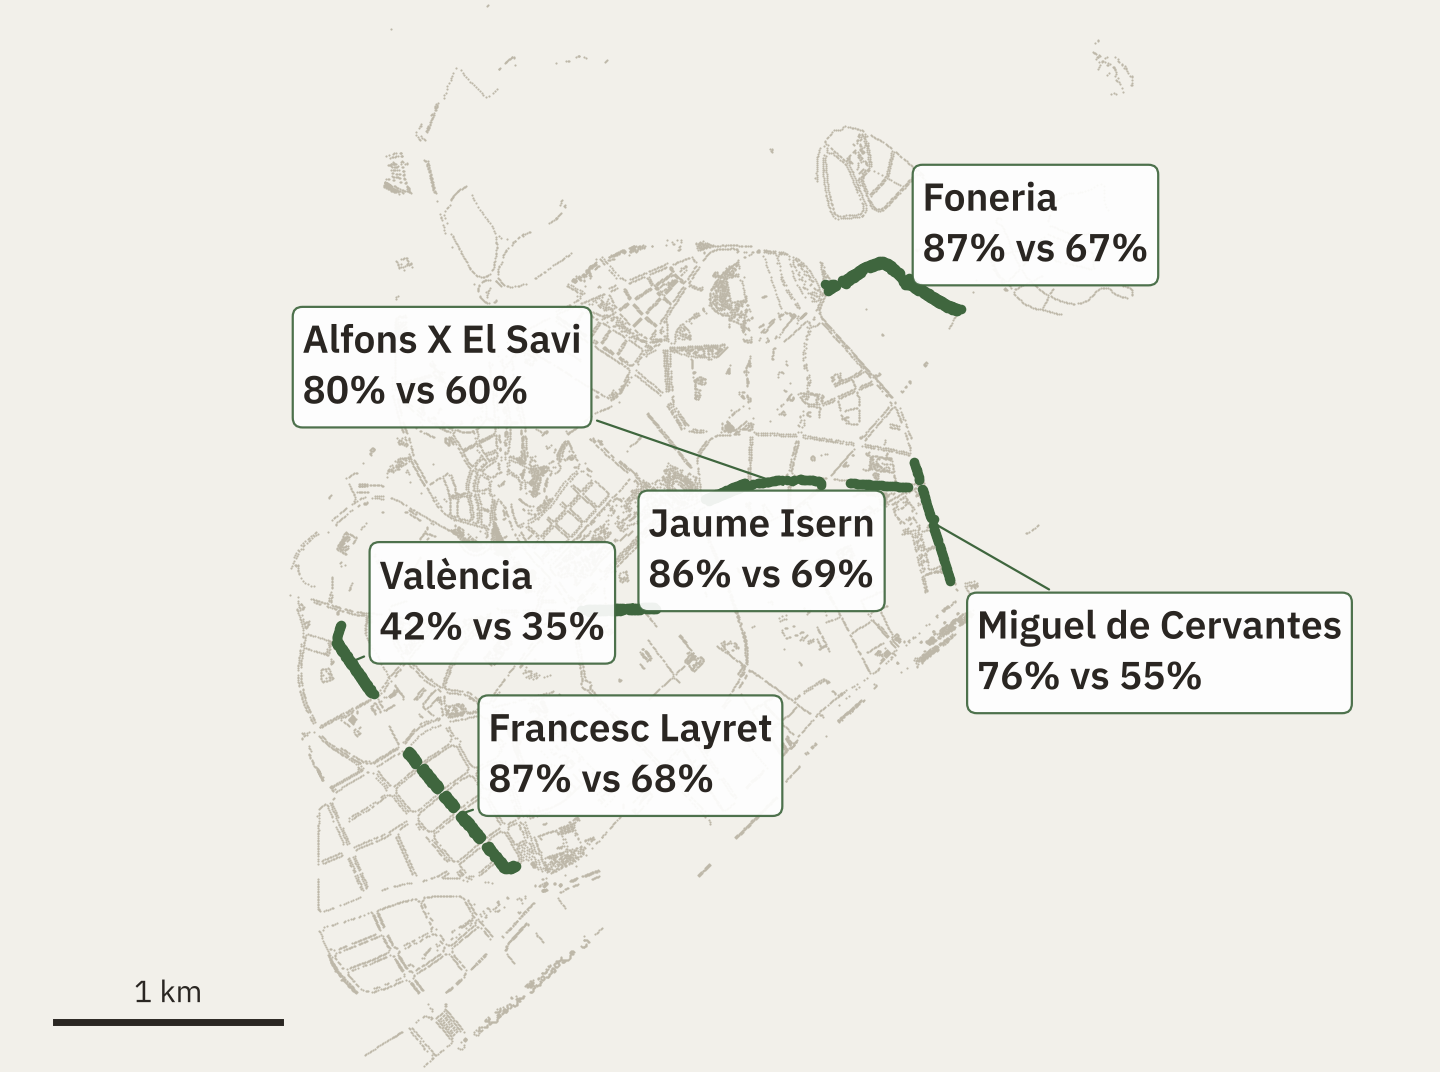 Foneria
87% vs 67%
Alfons X El Savi
80% vs 60%
Jaume Isern
86% vs 69%
València
42% vs 35%
Miguel de Cervantes
76% vs 55%
Francesc Layret
87% vs 68%
1 km